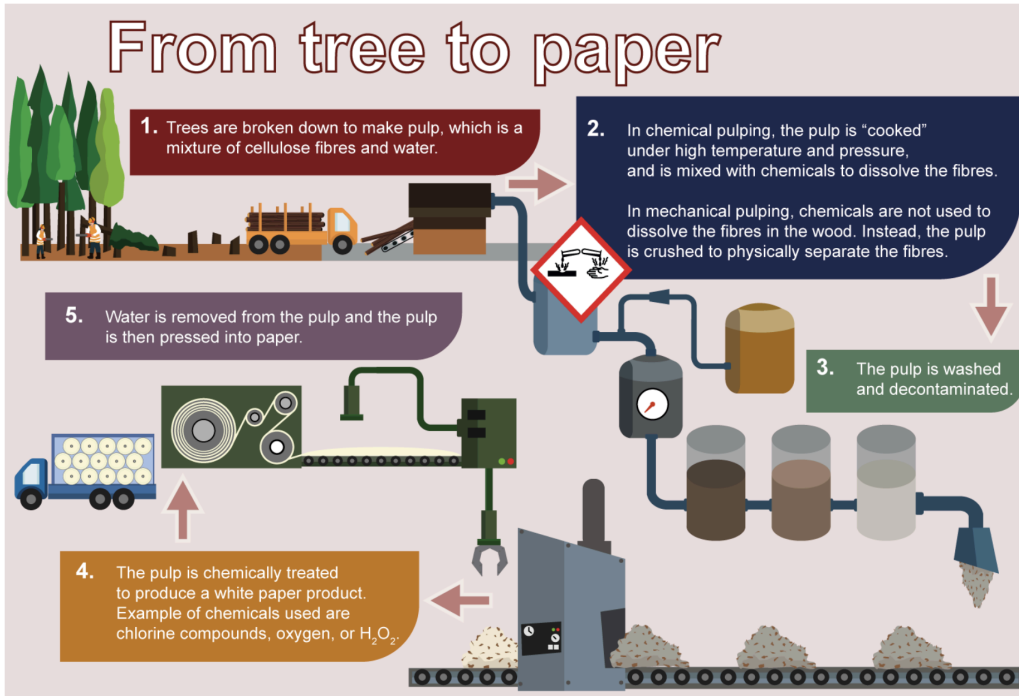 From tree to paper
1. Trees are broken down to make pulp, which is a
mixture of cellulose fibres and water.
2. In chemical pulping, the pulp is “cooked”
under high temperature and pressure,
and is mixed with chemicals to dissolve the fibres.
In mechanical pulping, chemicals are not used to
dissolve the fibres in the wood. Instead, the pulp
is crushed to physically separate the fibres.
3. The pulp is washed
and decontaminated.
4. The pulp is chemically treated
to produce a white paper product.
Example of chemicals used are
chlorine compounds, oxygen, or H₂O₂.
5. Water is removed from the pulp and the pulp
is then pressed into paper.